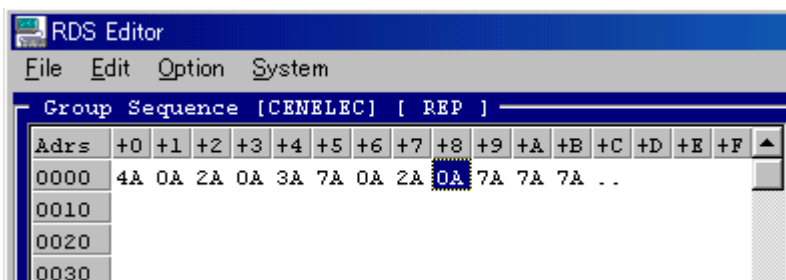 RDS Editor
File Edit Option System
Group Sequence [CENELEC] [ REP ]
Adrs +0 +1 +2 +3 +4 +5 +6 +7 +8 +9 +A +B +C +D +E +F
0000 4A 0A 2A 0A 3A 7A 0A 2A 0A 7A 7A 7A ..
0010
0020
0030